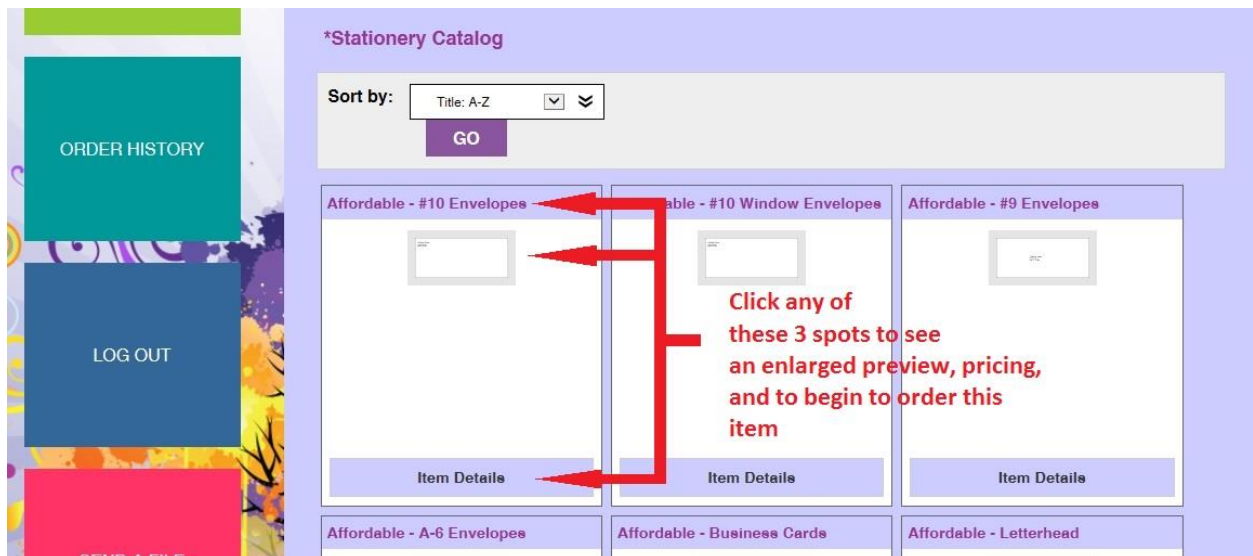 *Stationery Catalog
Sort by:
Title: A-Z
GO
ORDER HISTORY
Affordable - #10 Envelopes
able - #10 Window Envelopes
Affordable - #9 Envelopes
Click any of
these 3 spots to see
an enlarged preview, pricing,
and to begin to order this
item
LOG OUT
Item Details
Item Details
Item Details
Affordable - A-6 Envelopes
Affordable - Business Cards
Affordable - Letterhead
SEND A FILE